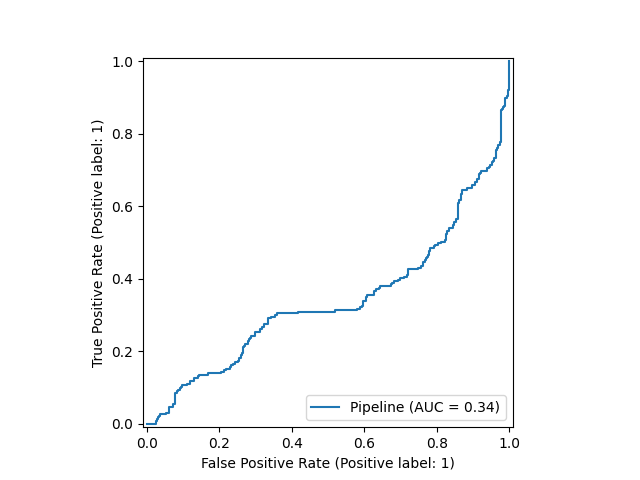 1.0
0.8
0.6
0.4
0.2
0.0
True Positive Rate (Positive label: 1)
Pipeline (AUC = 0.34)
0.0 0.2 0.4 0.6 0.8 1.0
False Positive Rate (Positive label: 1)